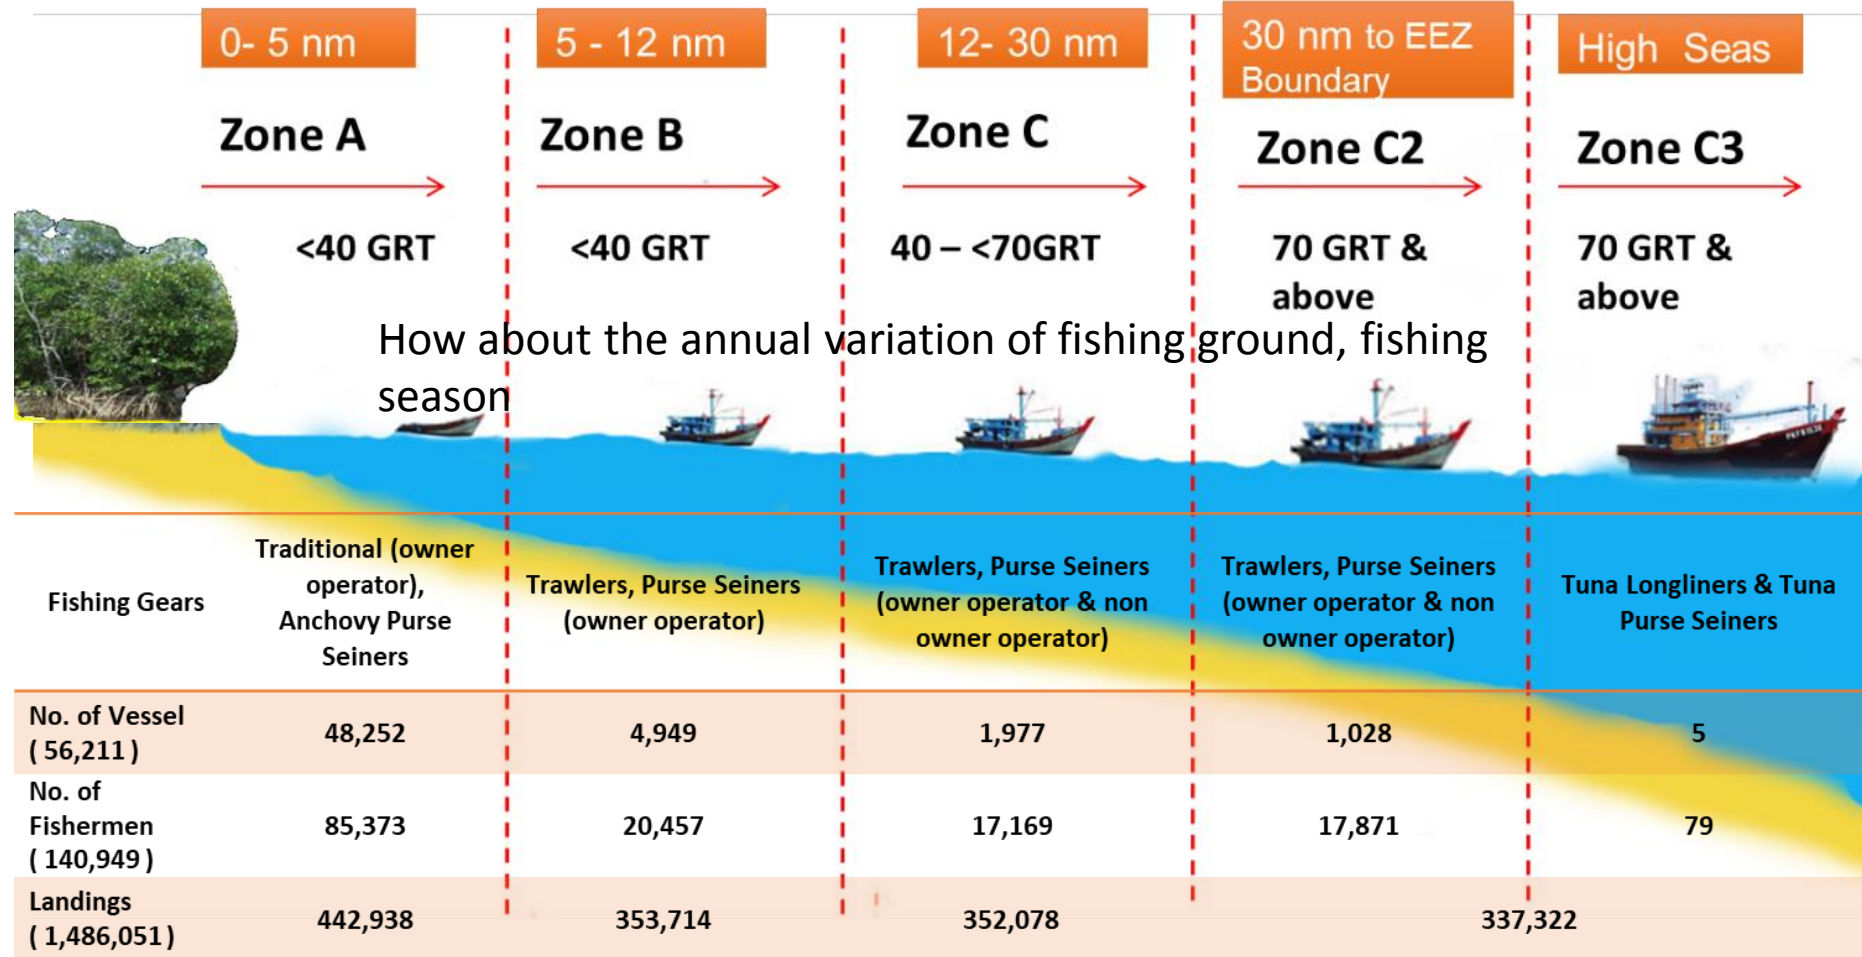 0- 5 nm
5 - 12 nm
12- 30 nm
30 nm to EEZ
Boundary
High Seas
Zone A
Zone B
Zone C
Zone C2
Zone C3
<40 GRT
<40 GRT
40 – <70GRT
70 GRT &
above
70 GRT &
above
How about the annual variation of fishing ground, fishing
season
Fishing Gears
Traditional (owner
operator),
Anchovy Purse
Seiners
Trawlers, Purse Seiners
(owner operator)
Trawlers, Purse Seiners
(owner operator & non
owner operator)
Trawlers, Purse Seiners
(owner operator & non
owner operator)
Tuna Longliners & Tuna
Purse Seiners
No. of Vessel
( 56,211 )
48,252
4,949
1,977
1,028
5
No. of
Fishermen
( 140,949 )
85,373
20,457
17,169
17,871
79
Landings
( 1,486,051 )
442,938
353,714
352,078
337,322